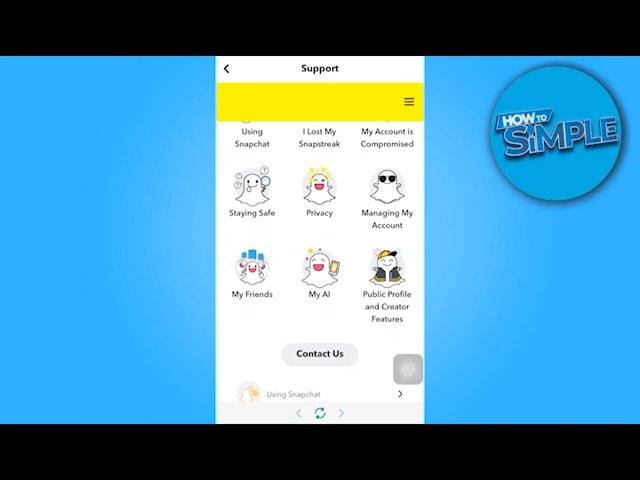 Support
Using
Snapchat
I Lost My
Snapstreak
My Account is
Compromised
Staying Safe
Privacy
Managing My
Account
My Friends
My AI
Public Profile
and Creator
Features
Contact Us
Using Snapchat
HOW TO
SiMPLE